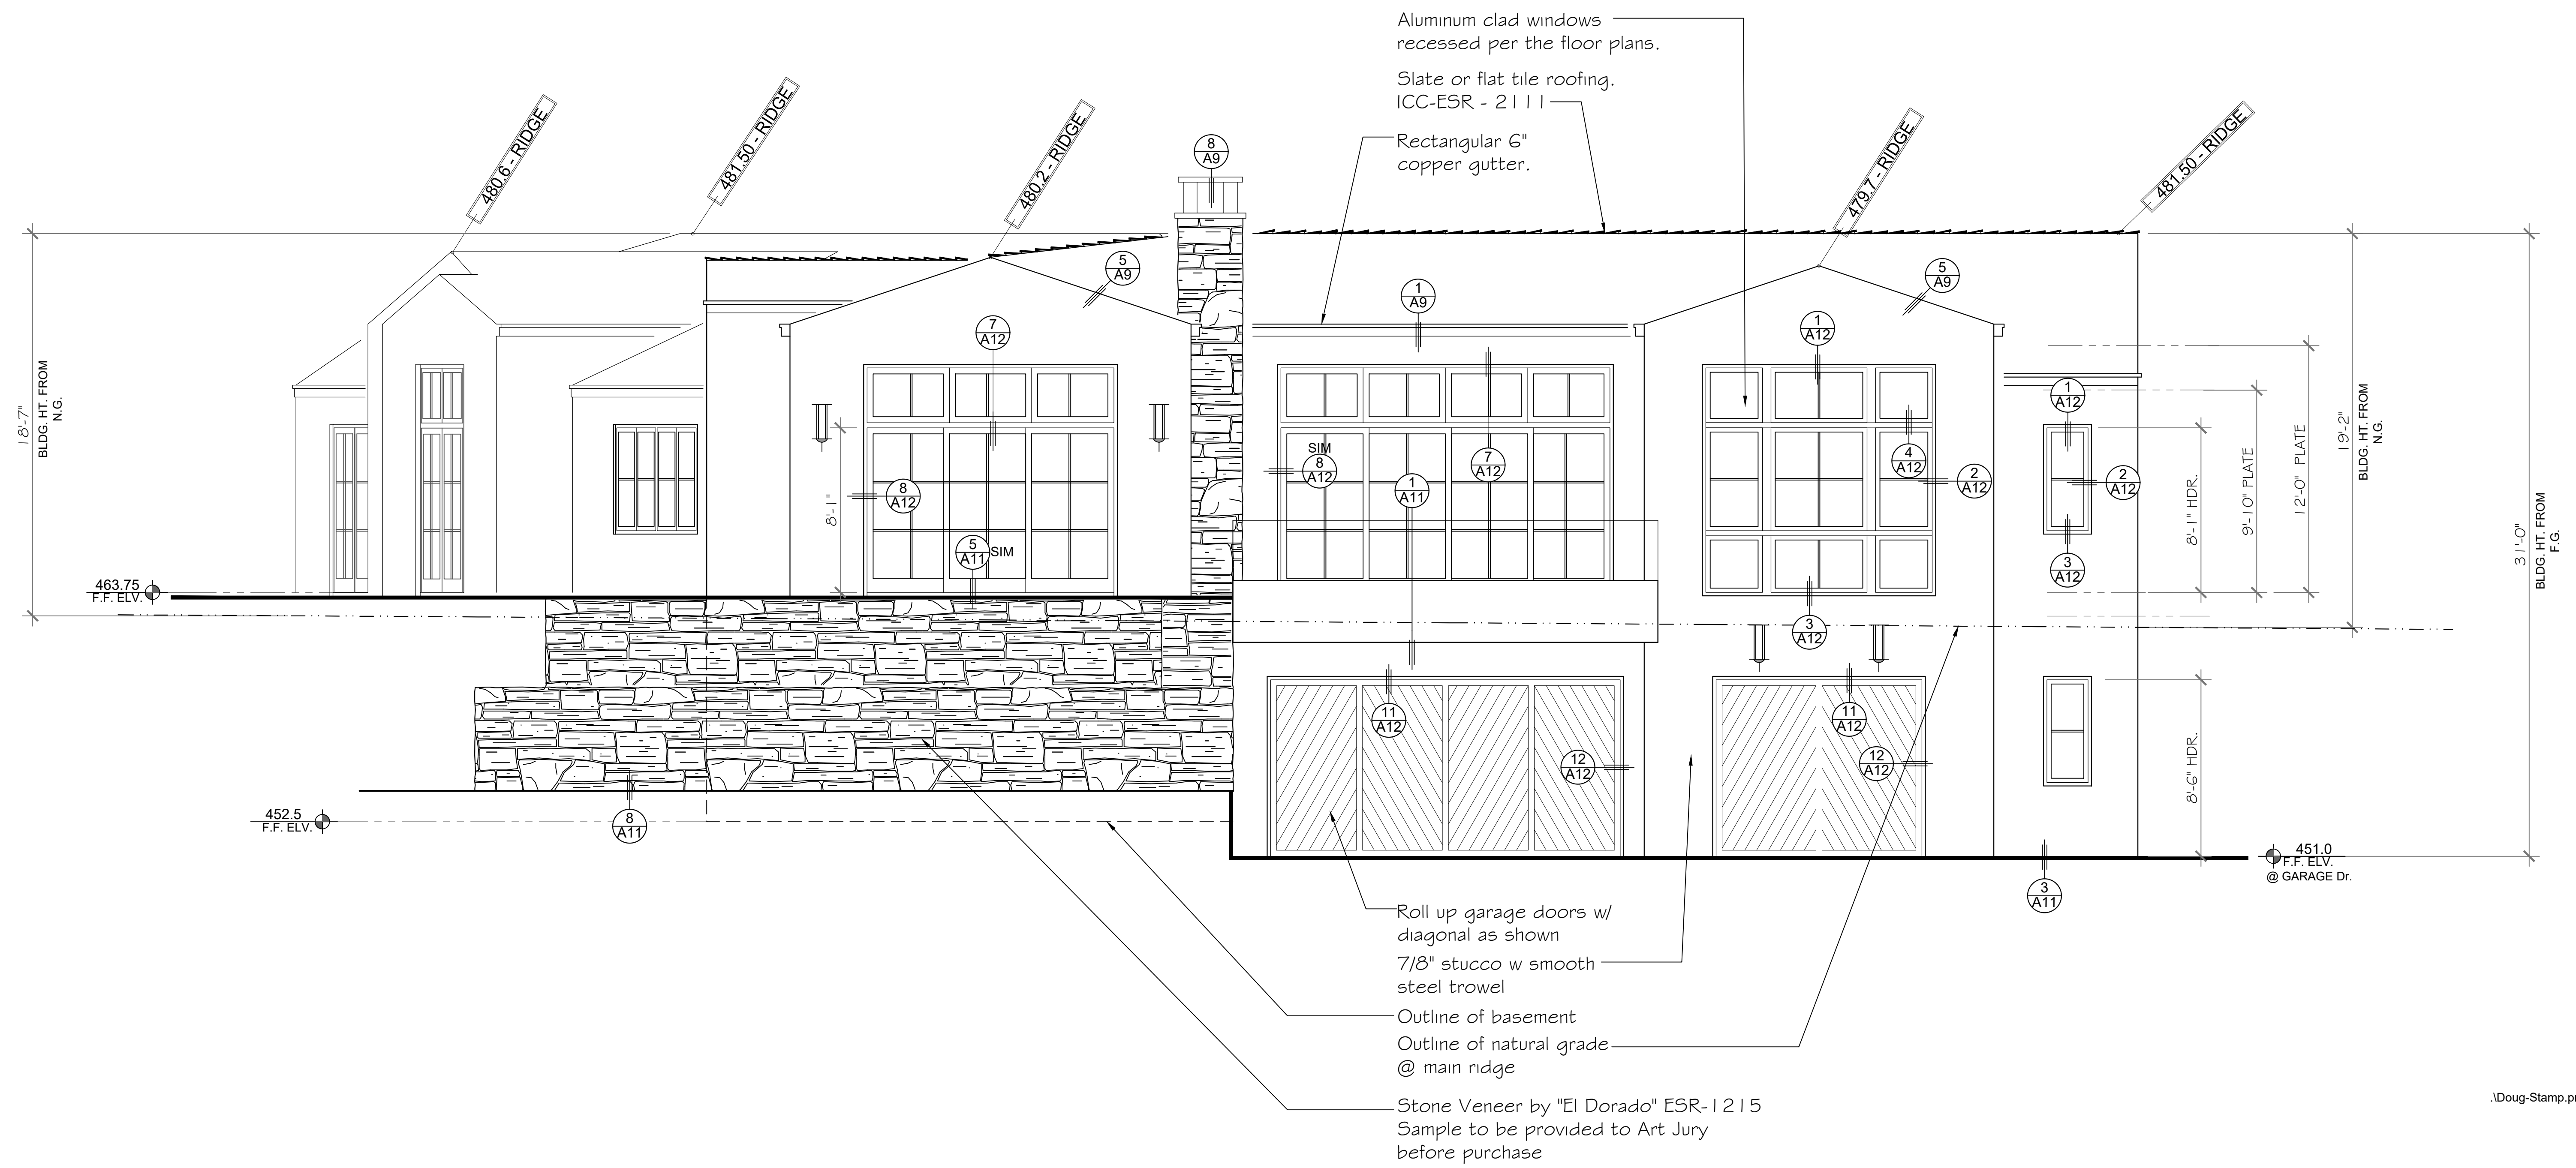 Aluminum clad windows
recessed per the floor plans.
Slate or flat tile roofing.
ICC-ESR - 2111
Rectangular 6"
copper gutter.
480.6 - RIDGE
481.50 - RIDGE
480.2 - RIDGE
479.7 - RIDGE
481.50 - RIDGE
8
A9
5
A9
1
A9
5
A9
7
A12
1
A12
18'-7"
BLDG. HT. FROM
N.G.
8'-1"
8
A12
5
A11
SIM
SIM
8
A12
1
A11
7
A12
4
A12
2
A12
1
A12
2
A12
3
A12
3
A12
8'-1" HDR.
9'-10" PLATE
12'-0" PLATE
19'-2"
BLDG. HT. FROM
N.G.
31'-0"
BLDG. HT. FROM
F.G.
463.75
F.F. ELV.
11
A12
12
A12
11
A12
12
A12
8'-6" HDR.
452.5
F.F. ELV.
8
A11
451.0
F.F. ELV.
@ GARAGE Dr.
3
A11
Roll up garage doors w/
diagonal as shown
7/8" stucco w smooth
steel trowel
Outline of basement
Outline of natural grade
@ main ridge
Stone Veneer by "El Dorado" ESR-1215
Sample to be provided to Art Jury
before purchase
.\Doug-Stamp.p